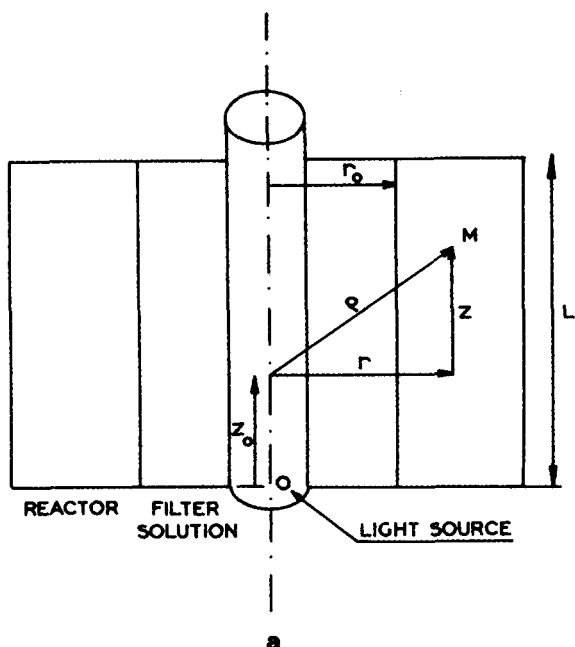 r₀
M
ρ
z
L
r
z₀
O
REACTOR
FILTER
SOLUTION
LIGHT SOURCE
a